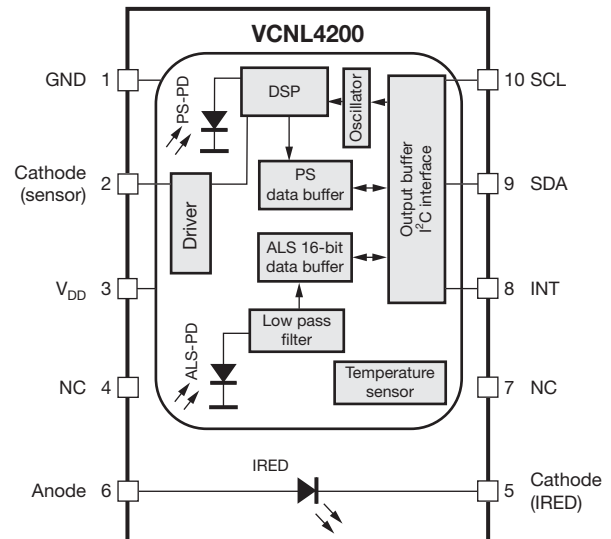 VCNL4200
GND 1
10 SCL
PS-PD
DSP
Oscillator
Output buffer
I²C interface
Cathode
(sensor)
2
9 SDA
Driver
PS
data buffer
ALS 16-bit
data buffer
VDD 3
8 INT
Low pass
filter
ALS-PD
Temperature
sensor
NC 4
7 NC
IRED
Anode 6
5 Cathode
(IRED)